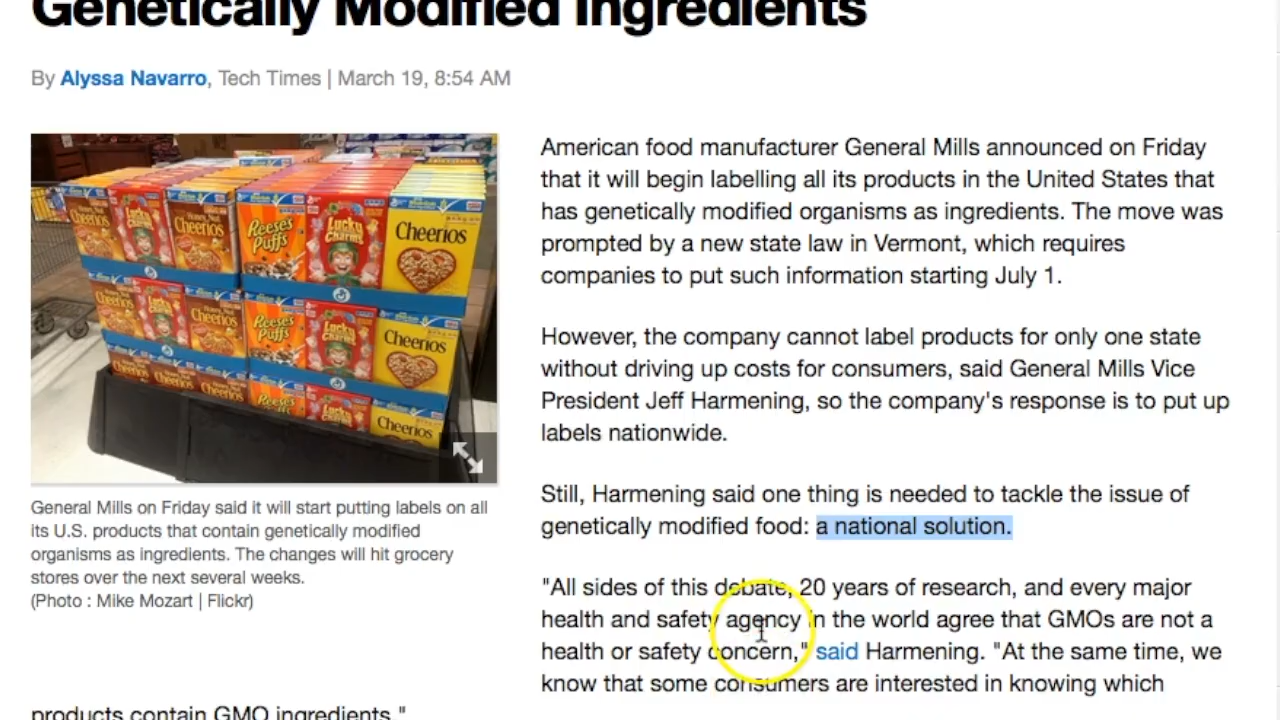 Genetically Modified Ingredients
By Alyssa Navarro, Tech Times | March 19, 8:54 AM
Cheerios
Reese's
Puffs
Lucky
Charms
Cheerios
Cheerios
Cheerios
Reese's
Puffs
Lucky
Charms
Cheerios
Cheerios
General Mills on Friday said it will start putting labels on all
its U.S. products that contain genetically modified
organisms as ingredients. The changes will hit grocery
stores over the next several weeks.
(Photo : Mike Mozart | Flickr)
American food manufacturer General Mills announced on Friday
that it will begin labelling all its products in the United States that
has genetically modified organisms as ingredients. The move was
prompted by a new state law in Vermont, which requires
companies to put such information starting July 1.
However, the company cannot label products for only one state
without driving up costs for consumers, said General Mills Vice
President Jeff Harmening, so the company's response is to put up
labels nationwide.
Still, Harmening said one thing is needed to tackle the issue of
genetically modified food: a national solution.
"All sides of this debate, 20 years of research, and every major
health and safety agency in the world agree that GMOs are not a
health or safety concern," said Harmening. "At the same time, we
know that some consumers are interested in knowing which
products contain GMO ingredients."